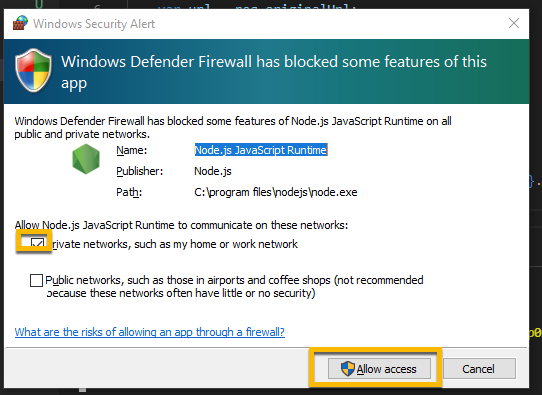 var url = req.originalUrl;
Windows Security Alert
Windows Defender Firewall has blocked some features of this
app
Windows Defender Firewall has blocked some features of Node.js JavaScript Runtime on all
public and private networks.
Name: Node.js JavaScript Runtime
Publisher: Node.js
Path: C:\program files\nodejs\node.exe
Allow Node.js JavaScript Runtime to communicate on these networks:
Private networks, such as my home or work network
Public networks, such as those in airports and coffee shops (not recommended
because these networks often have little or no security)
What are the risks of allowing an app through a firewall?
Allow access
Cancel